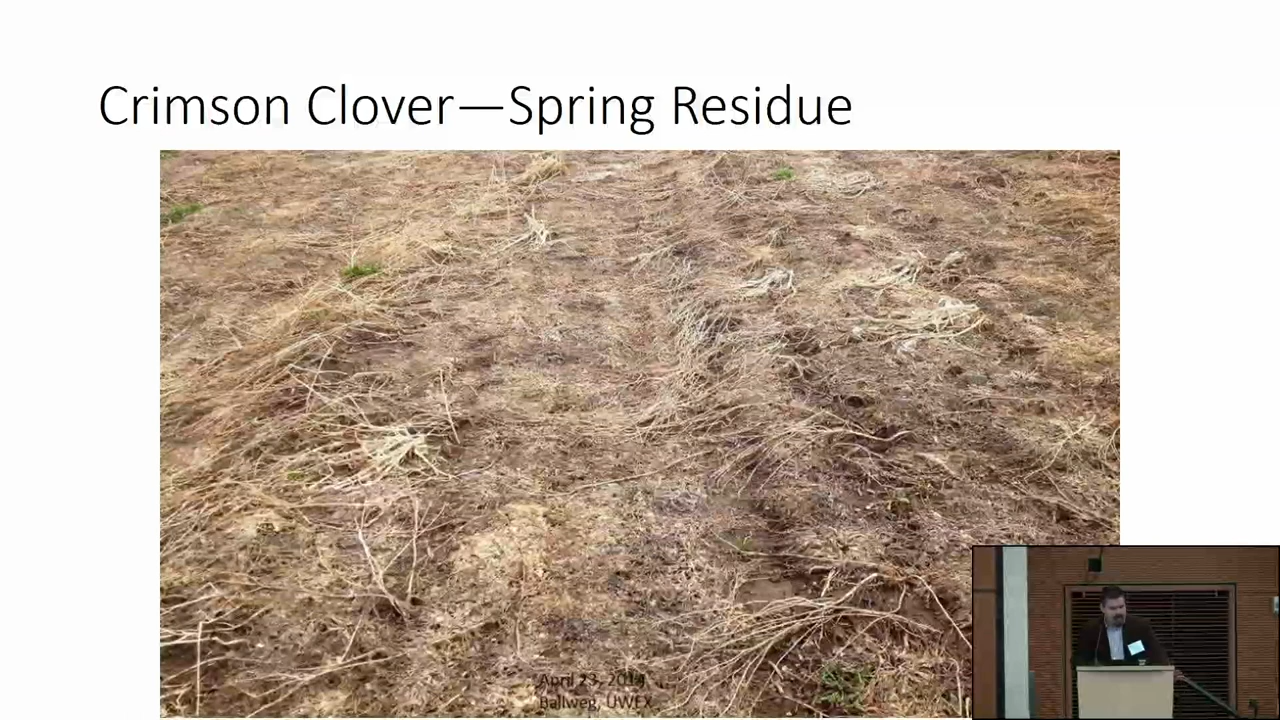 Crimson Clover—Spring Residue
April 23, 2014
Ballweg, UWEX